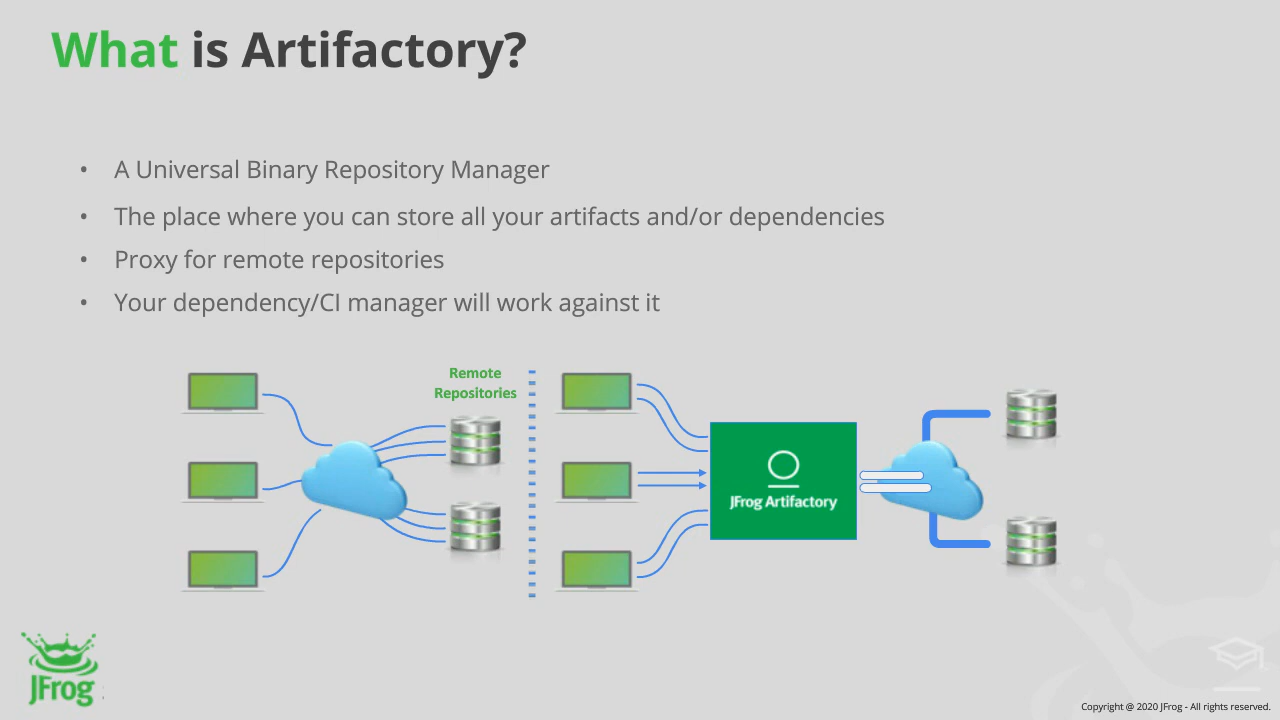 What is Artifactory?
• A Universal Binary Repository Manager
• The place where you can store all your artifacts and/or dependencies
• Proxy for remote repositories
• Your dependency/CI manager will work against it
Remote
Repositories
JFrog Artifactory
JFrog
Copyright @ 2020 JFrog - All rights reserved.